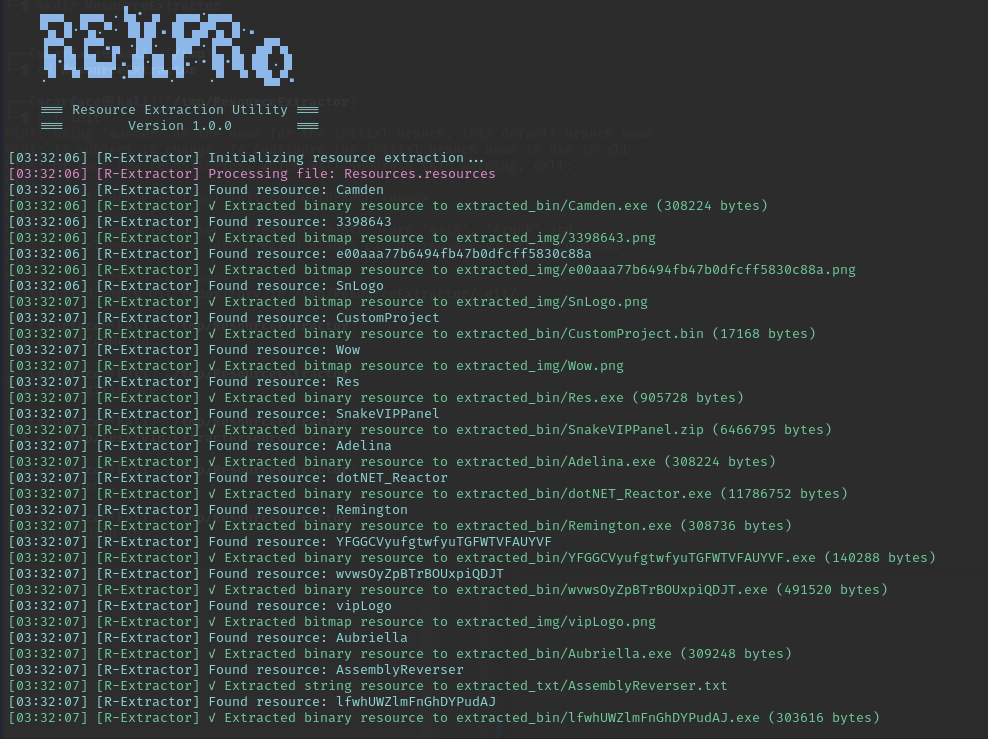 REXPRO
Resource Extraction Utility
Version 1.0.0
[03:32:06] [R-Extractor] Initializing resource extraction...
[03:32:06] [R-Extractor] Processing file: Resources.resources
[03:32:06] [R-Extractor] Found resource: Camden
[03:32:06] [R-Extractor] √ Extracted binary resource to extracted_bin/Camden.exe (308224 bytes)
[03:32:06] [R-Extractor] Found resource: 3398643
[03:32:06] [R-Extractor] √ Extracted bitmap resource to extracted_img/3398643.png
[03:32:06] [R-Extractor] Found resource: e00aaa77b6494fb47b0dfcff5830c88a
[03:32:06] [R-Extractor] √ Extracted bitmap resource to extracted_img/e00aaa77b6494fb47b0dfcff5830c88a.png
[03:32:06] [R-Extractor] Found resource: SnLogo
[03:32:07] [R-Extractor] √ Extracted bitmap resource to extracted_img/SnLogo.png
[03:32:07] [R-Extractor] Found resource: CustomProject
[03:32:07] [R-Extractor] √ Extracted binary resource to extracted_bin/CustomProject.bin (17168 bytes)
[03:32:07] [R-Extractor] Found resource: Wow
[03:32:07] [R-Extractor] √ Extracted bitmap resource to extracted_img/Wow.png
[03:32:07] [R-Extractor] Found resource: Res
[03:32:07] [R-Extractor] √ Extracted binary resource to extracted_bin/Res.exe (905728 bytes)
[03:32:07] [R-Extractor] Found resource: SnakeVIPPanel
[03:32:07] [R-Extractor] √ Extracted binary resource to extracted_bin/SnakeVIPPanel.zip (6466795 bytes)
[03:32:07] [R-Extractor] Found resource: Adelina
[03:32:07] [R-Extractor] √ Extracted binary resource to extracted_bin/Adelina.exe (308224 bytes)
[03:32:07] [R-Extractor] Found resource: dotNET_Reactor
[03:32:07] [R-Extractor] √ Extracted binary resource to extracted_bin/dotNET_Reactor.exe (11786752 bytes)
[03:32:07] [R-Extractor] Found resource: Remington
[03:32:07] [R-Extractor] √ Extracted binary resource to extracted_bin/Remington.exe (308736 bytes)
[03:32:07] [R-Extractor] Found resource: YFGGCVyufgtwfyuTGFWTVFAUYVF
[03:32:07] [R-Extractor] √ Extracted binary resource to extracted_bin/YFGGCVyufgtwfyuTGFWTVFAUYVF.exe (140288 bytes)
[03:32:07] [R-Extractor] Found resource: wvwsOyZpBTrBOUxpiQDJT
[03:32:07] [R-Extractor] √ Extracted binary resource to extracted_bin/wvwsOyZpBTrBOUxpiQDJT.exe (491520 bytes)
[03:32:07] [R-Extractor] Found resource: vipLogo
[03:32:07] [R-Extractor] √ Extracted bitmap resource to extracted_img/vipLogo.png
[03:32:07] [R-Extractor] Found resource: Aubriella
[03:32:07] [R-Extractor] √ Extracted binary resource to extracted_bin/Aubriella.exe (309248 bytes)
[03:32:07] [R-Extractor] Found resource: AssemblyReverser
[03:32:07] [R-Extractor] √ Extracted string resource to extracted_txt/AssemblyReverser.txt
[03:32:07] [R-Extractor] Found resource: lfwhUWZlmFnGhDYPudAJ
[03:32:07] [R-Extractor] √ Extracted binary resource to extracted_bin/lfwhUWZlmFnGhDYPudAJ.exe (303616 bytes)